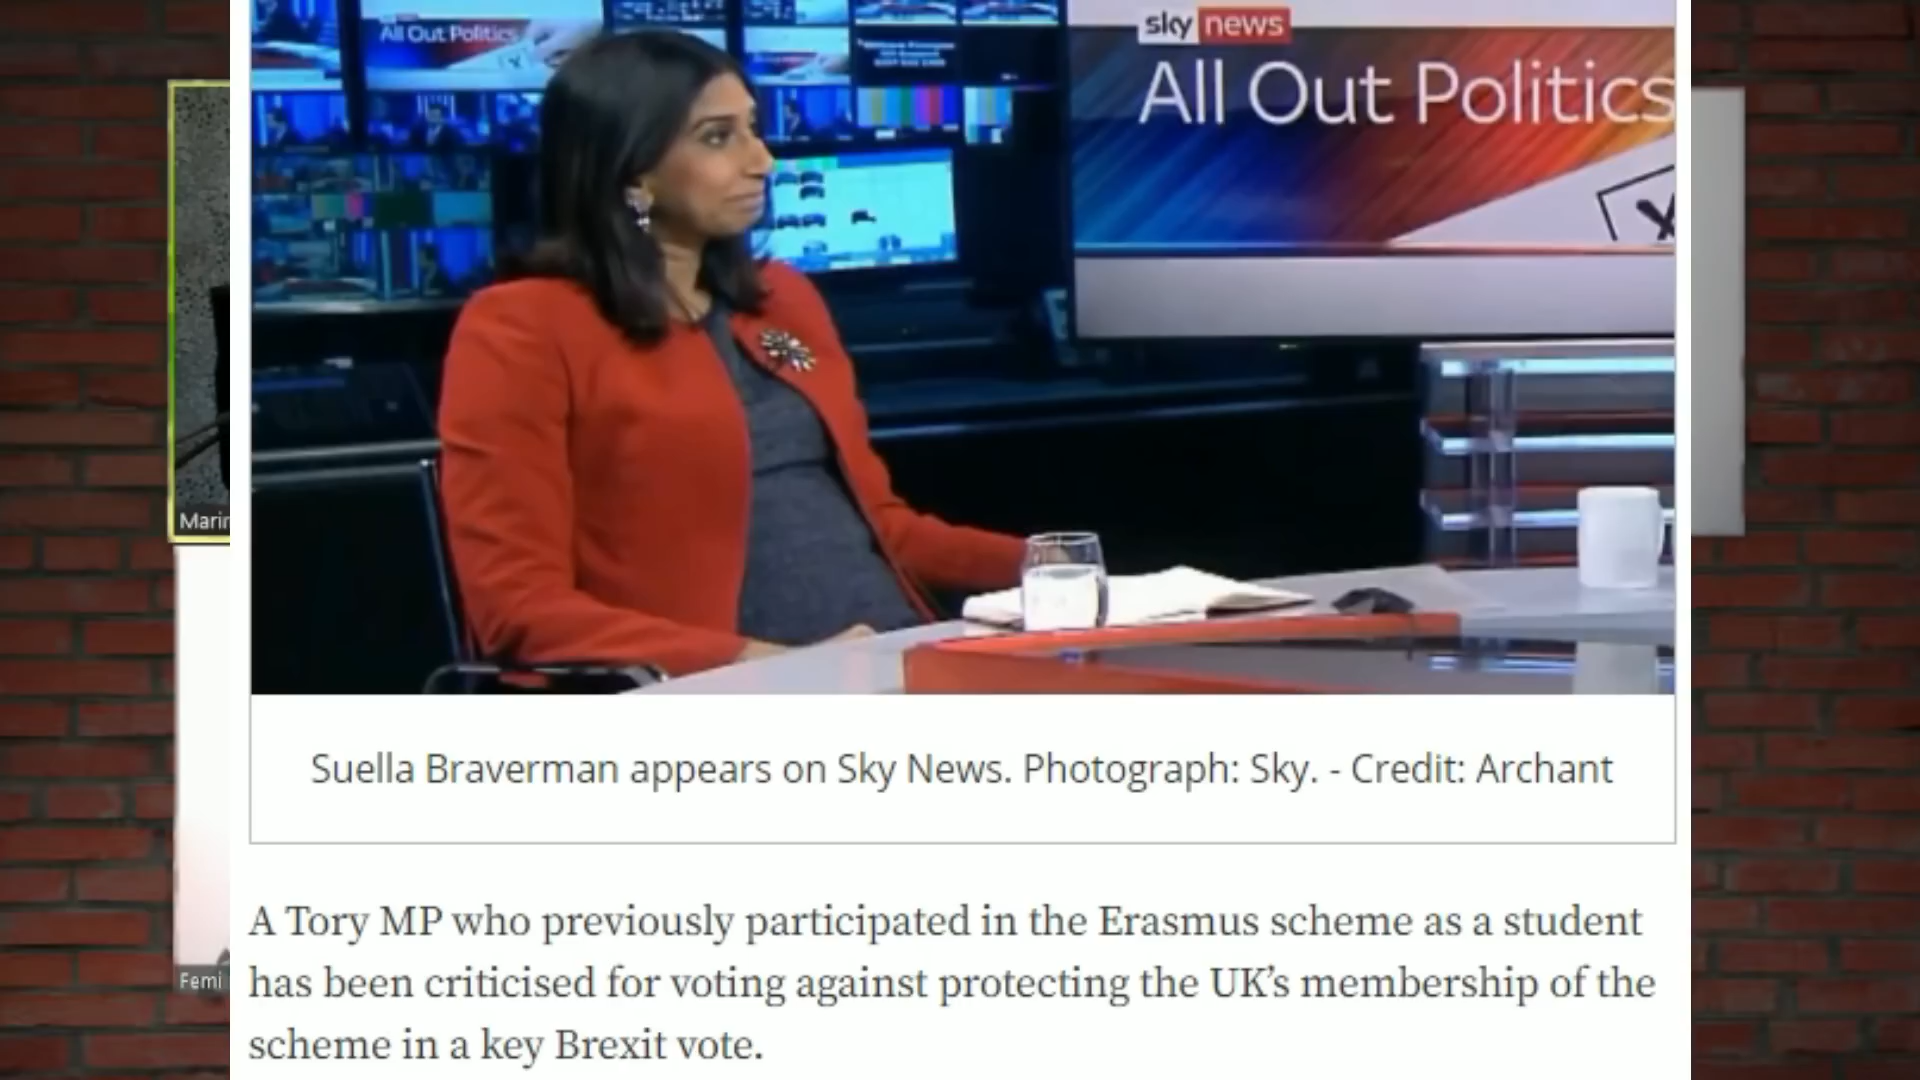 All Out Politics
sky news
All Out Politics
Marin
Suella Braverman appears on Sky News. Photograph: Sky. - Credit: Archant
Femi
A Tory MP who previously participated in the Erasmus scheme as a student
has been criticised for voting against protecting the UK’s membership of the
scheme in a key Brexit vote.